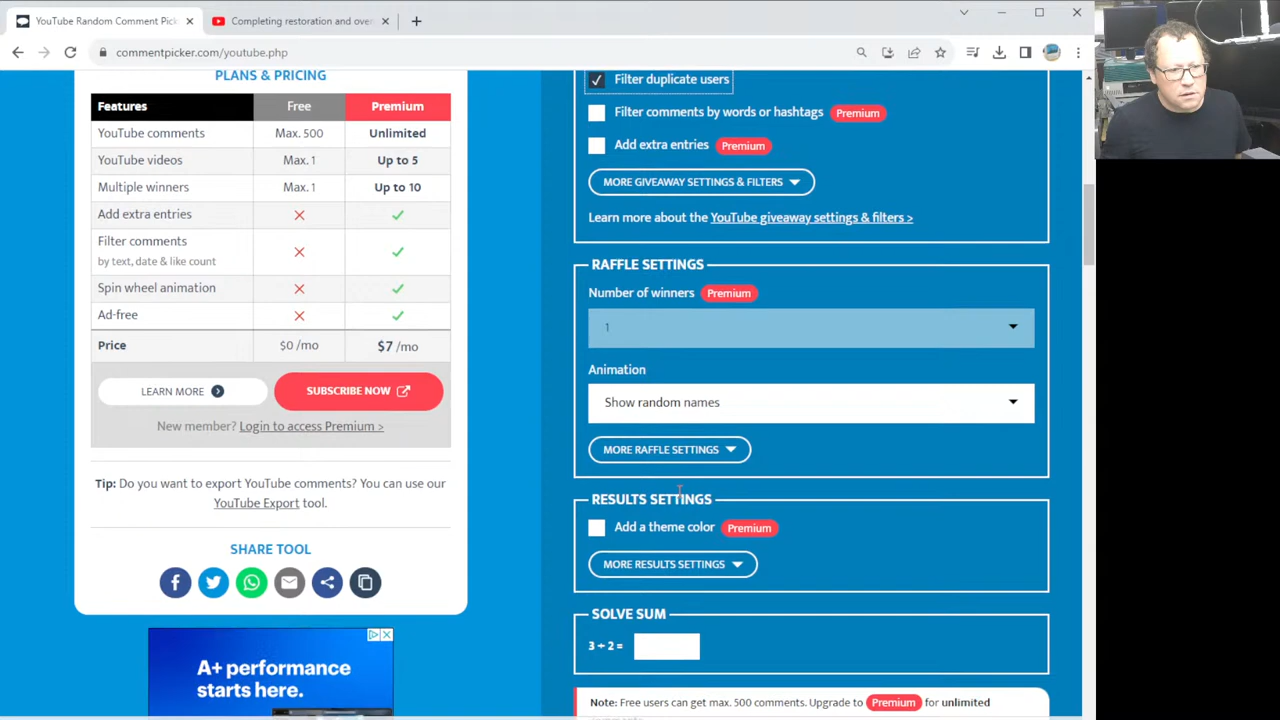 YouTube Random Comment Pick
Completing restoration and over
commentpicker.com/youtube.php
PLANS & PRICING
Features Free Premium
YouTube comments Max. 500 Unlimited
YouTube videos Max. 1 Up to 5
Multiple winners Max. 1 Up to 10
Add extra entries
Filter comments
by text, date & like count
Spin wheel animation
Ad-free
Price $0 /mo $7 /mo
LEARN MORE SUBSCRIBE NOW
New member? Login to access Premium >
Tip: Do you want to export YouTube comments? You can use our
YouTube Export tool.
SHARE TOOL
A+ performance
starts here.
Filter duplicate users
Filter comments by words or hashtags Premium
Add extra entries Premium
MORE GIVEAWAY SETTINGS & FILTERS
Learn more about the YouTube giveaway settings & filters >
RAFFLE SETTINGS
Number of winners Premium
1
Animation
Show random names
MORE RAFFLE SETTINGS
RESULTS SETTINGS
Add a theme color Premium
MORE RESULTS SETTINGS
SOLVE SUM
3 + 2 =
Note: Free users can get max. 500 comments. Upgrade to Premium for unlimited